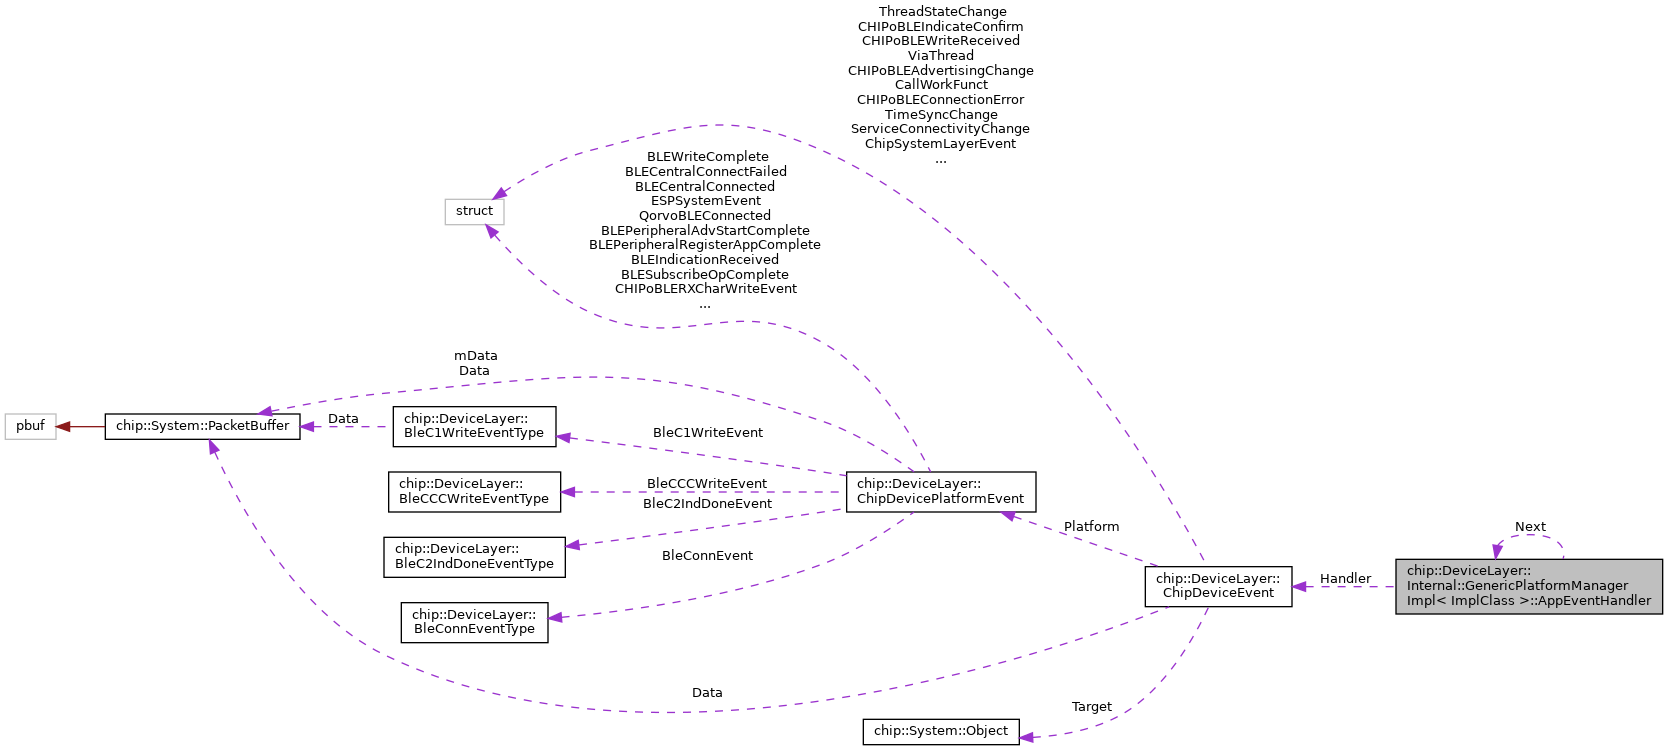 ThreadStateChange
CHIPoBLEIndicateConfirm
CHIPoBLEWriteReceived
ViaThread
CHIPoBLEAdvertisingChange
CallWorkFunct
CHIPoBLEConnectionError
TimeSyncChange
ServiceConnectivityChange
ChipSystemLayerEvent
...
BLEWriteComplete
BLECentralConnectFailed
BLECentralConnected
ESPSystemEvent
QorvoBLEConnected
BLEPeripheralAdvStartComplete
BLEPeripheralRegisterAppComplete
BLEIndicationReceived
BLESubscribeOpComplete
CHIPoBLERXCharWriteEvent
...
struct
mData
Data
pbuf
chip::System::PacketBuffer
Data
chip::DeviceLayer::
BleC1WriteEventType
BleC1WriteEvent
chip::DeviceLayer::
BleCCCWriteEventType
BleCCCWriteEvent
BleC2IndDoneEvent
chip::DeviceLayer::
ChipDevicePlatformEvent
chip::DeviceLayer::
BleC2IndDoneEventType
BleConnEvent
chip::DeviceLayer::
BleConnEventType
Platform
chip::DeviceLayer::
ChipDeviceEvent
Handler
Next
chip::DeviceLayer::
Internal::GenericPlatformManager
Impl< ImplClass >::AppEventHandler
Data
Target
chip::System::Object